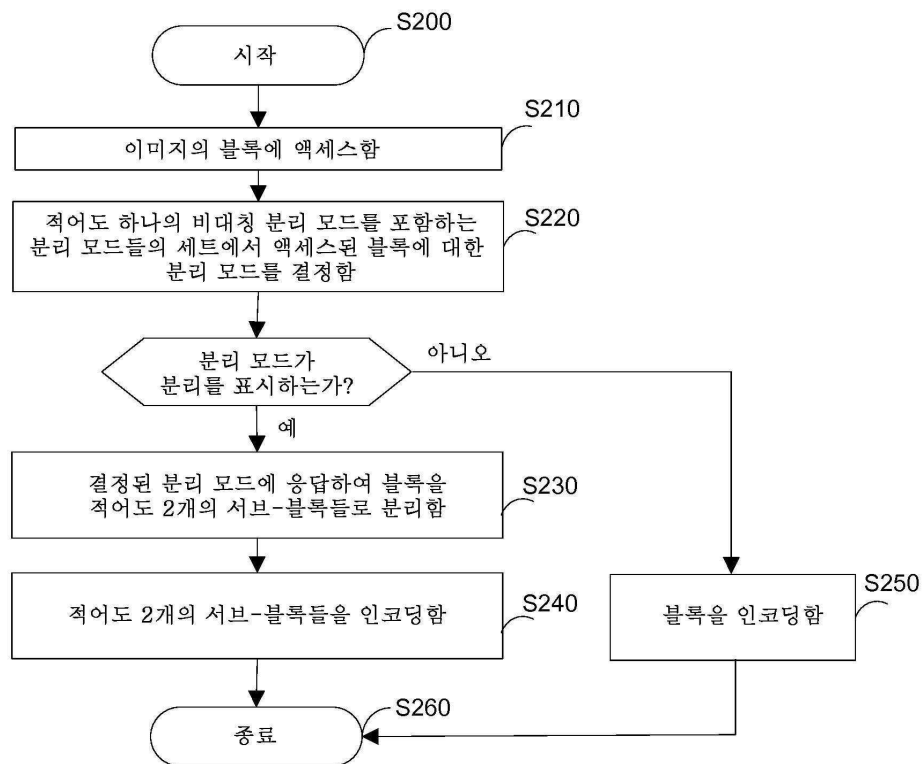 S200
시작
S210
이미지의 블록에 액세스함
S220
적어도 하나의 비대칭 분리 모드를 포함하는
분리 모드들의 세트에서 액세스된 블록에 대한
분리 모드를 결정함
분리 모드가
분리를 표시하는가?
아니오
예
S230
결정된 분리 모드에 응답하여 블록을
적어도 2개의 서브-블록들로 분리함
S240
적어도 2개의 서브-블록들을 인코딩함
S250
블록을 인코딩함
S260
종료